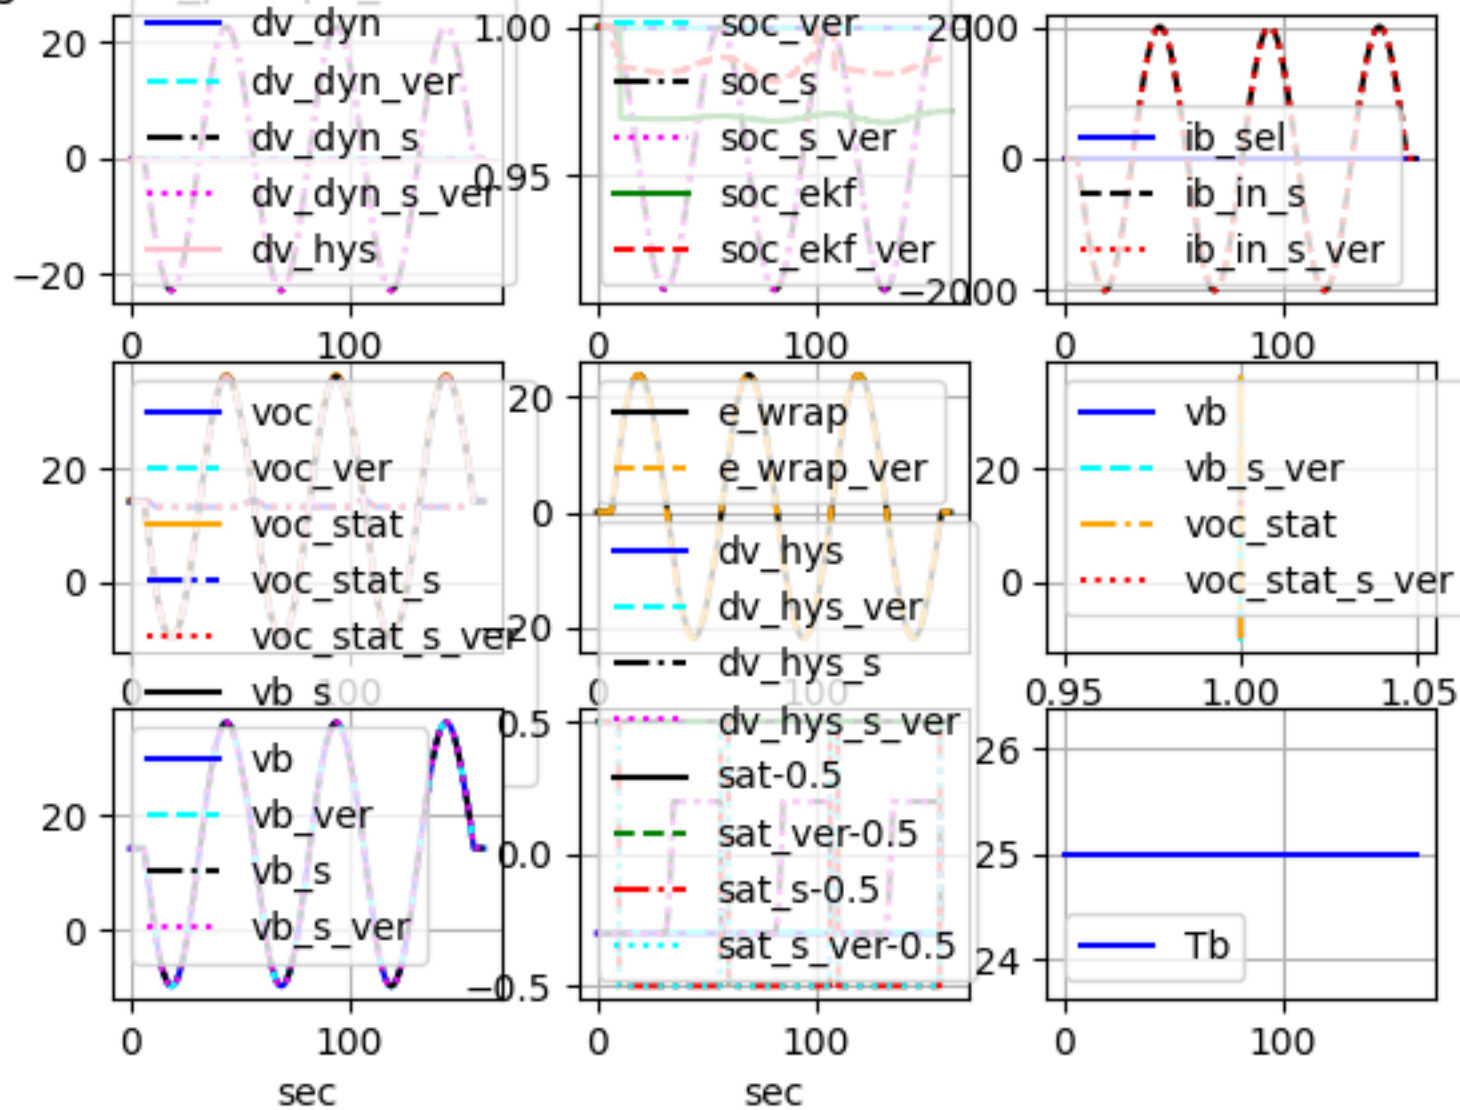 dv_dyn
dv_dyn_ver
dv_dyn_s
dv_dyn_s_ver
dv_hys
20
0
−20
0
100
soc_ver
soc_s
soc_s_ver
soc_ekf
soc_ekf_ver
1.00
0.95
0
100
ib_sel
ib_in_s
ib_in_s_ver
2000
0
−2000
0
100
voc
voc_ver
voc_stat
voc_stat_s
voc_stat_s_ver
vb_s
20
0
0
100
e_wrap
e_wrap_ver
20
0
−20
0
100
vb
vb_s_ver
voc_stat
voc_stat_s_ver
20
0
0.95
1.00
1.05
vb
vb_ver
vb_s
vb_s_ver
20
0
0
100
sec
dv_hys
dv_hys_ver
dv_hys_s
dv_hys_s_ver
sat-0.5
sat_ver-0.5
sat_s-0.5
sat_s_ver-0.5
0.5
0.0
−0.5
0
100
sec
Tb
26
25
24
0
100